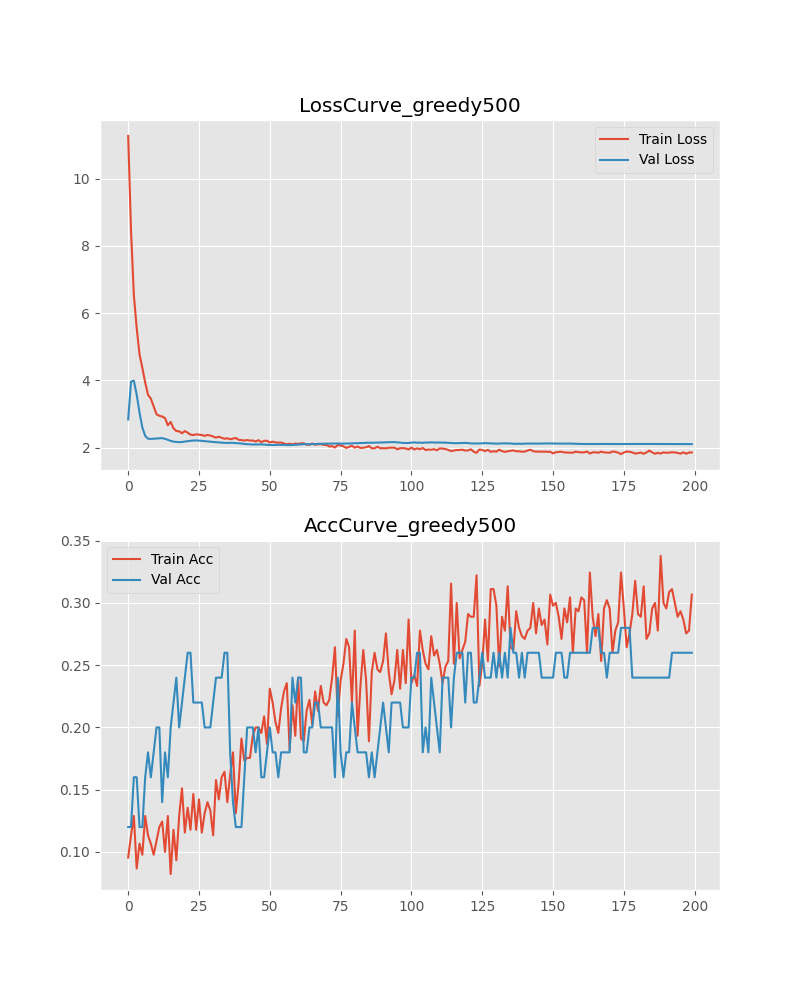 LossCurve_greedy500
Train Loss
Val Loss
10
8
6
4
2
0 25 50 75 100 125 150 175 200
AccCurve_greedy500
Train Acc
Val Acc
0.35
0.30
0.25
0.20
0.15
0.10
0 25 50 75 100 125 150 175 200